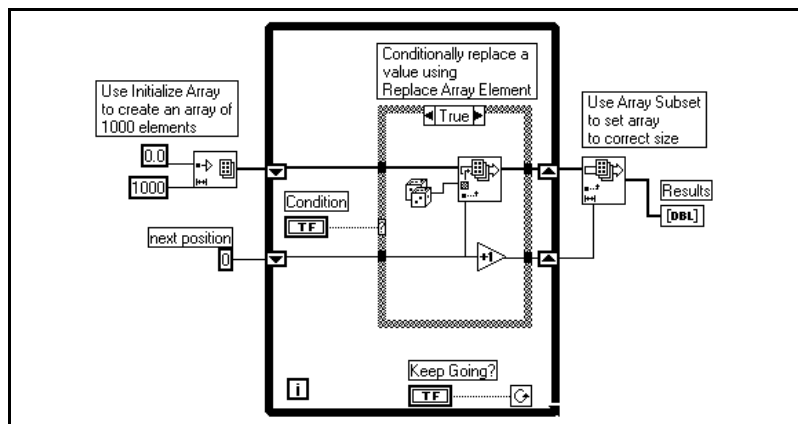 Conditionally replace a
value using
Replace Array Element
Use Initialize Array
to create an array of
1000 elements
Use Array Subset
to set array
to correct size
True
0.0
1000
Condition
TF
?
Results
[DBL]
next position
0
+1
Keep Going?
TF
i